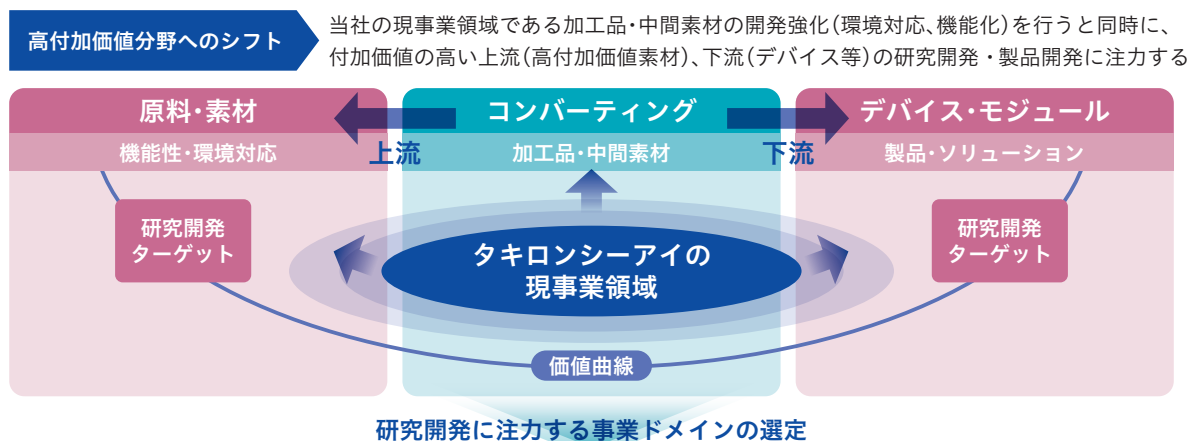 高付加価値分野へのシフト
当社の現事業領域である加工品・中間素材の開発強化(環境対応、機能化)を行うと同時に、
付加価値の高い上流(高付加価値素材)、下流(デバイス等)の研究開発・製品開発に注力する
原料・素材
コンバーティング
デバイス・モジュール
機能性・環境対応
上流
加工品・中間素材
下流
製品・ソリューション
研究開発
ターゲット
タキロンシーアイの
現事業領域
研究開発
ターゲット
価値曲線
研究開発に注力する事業ドメインの選定